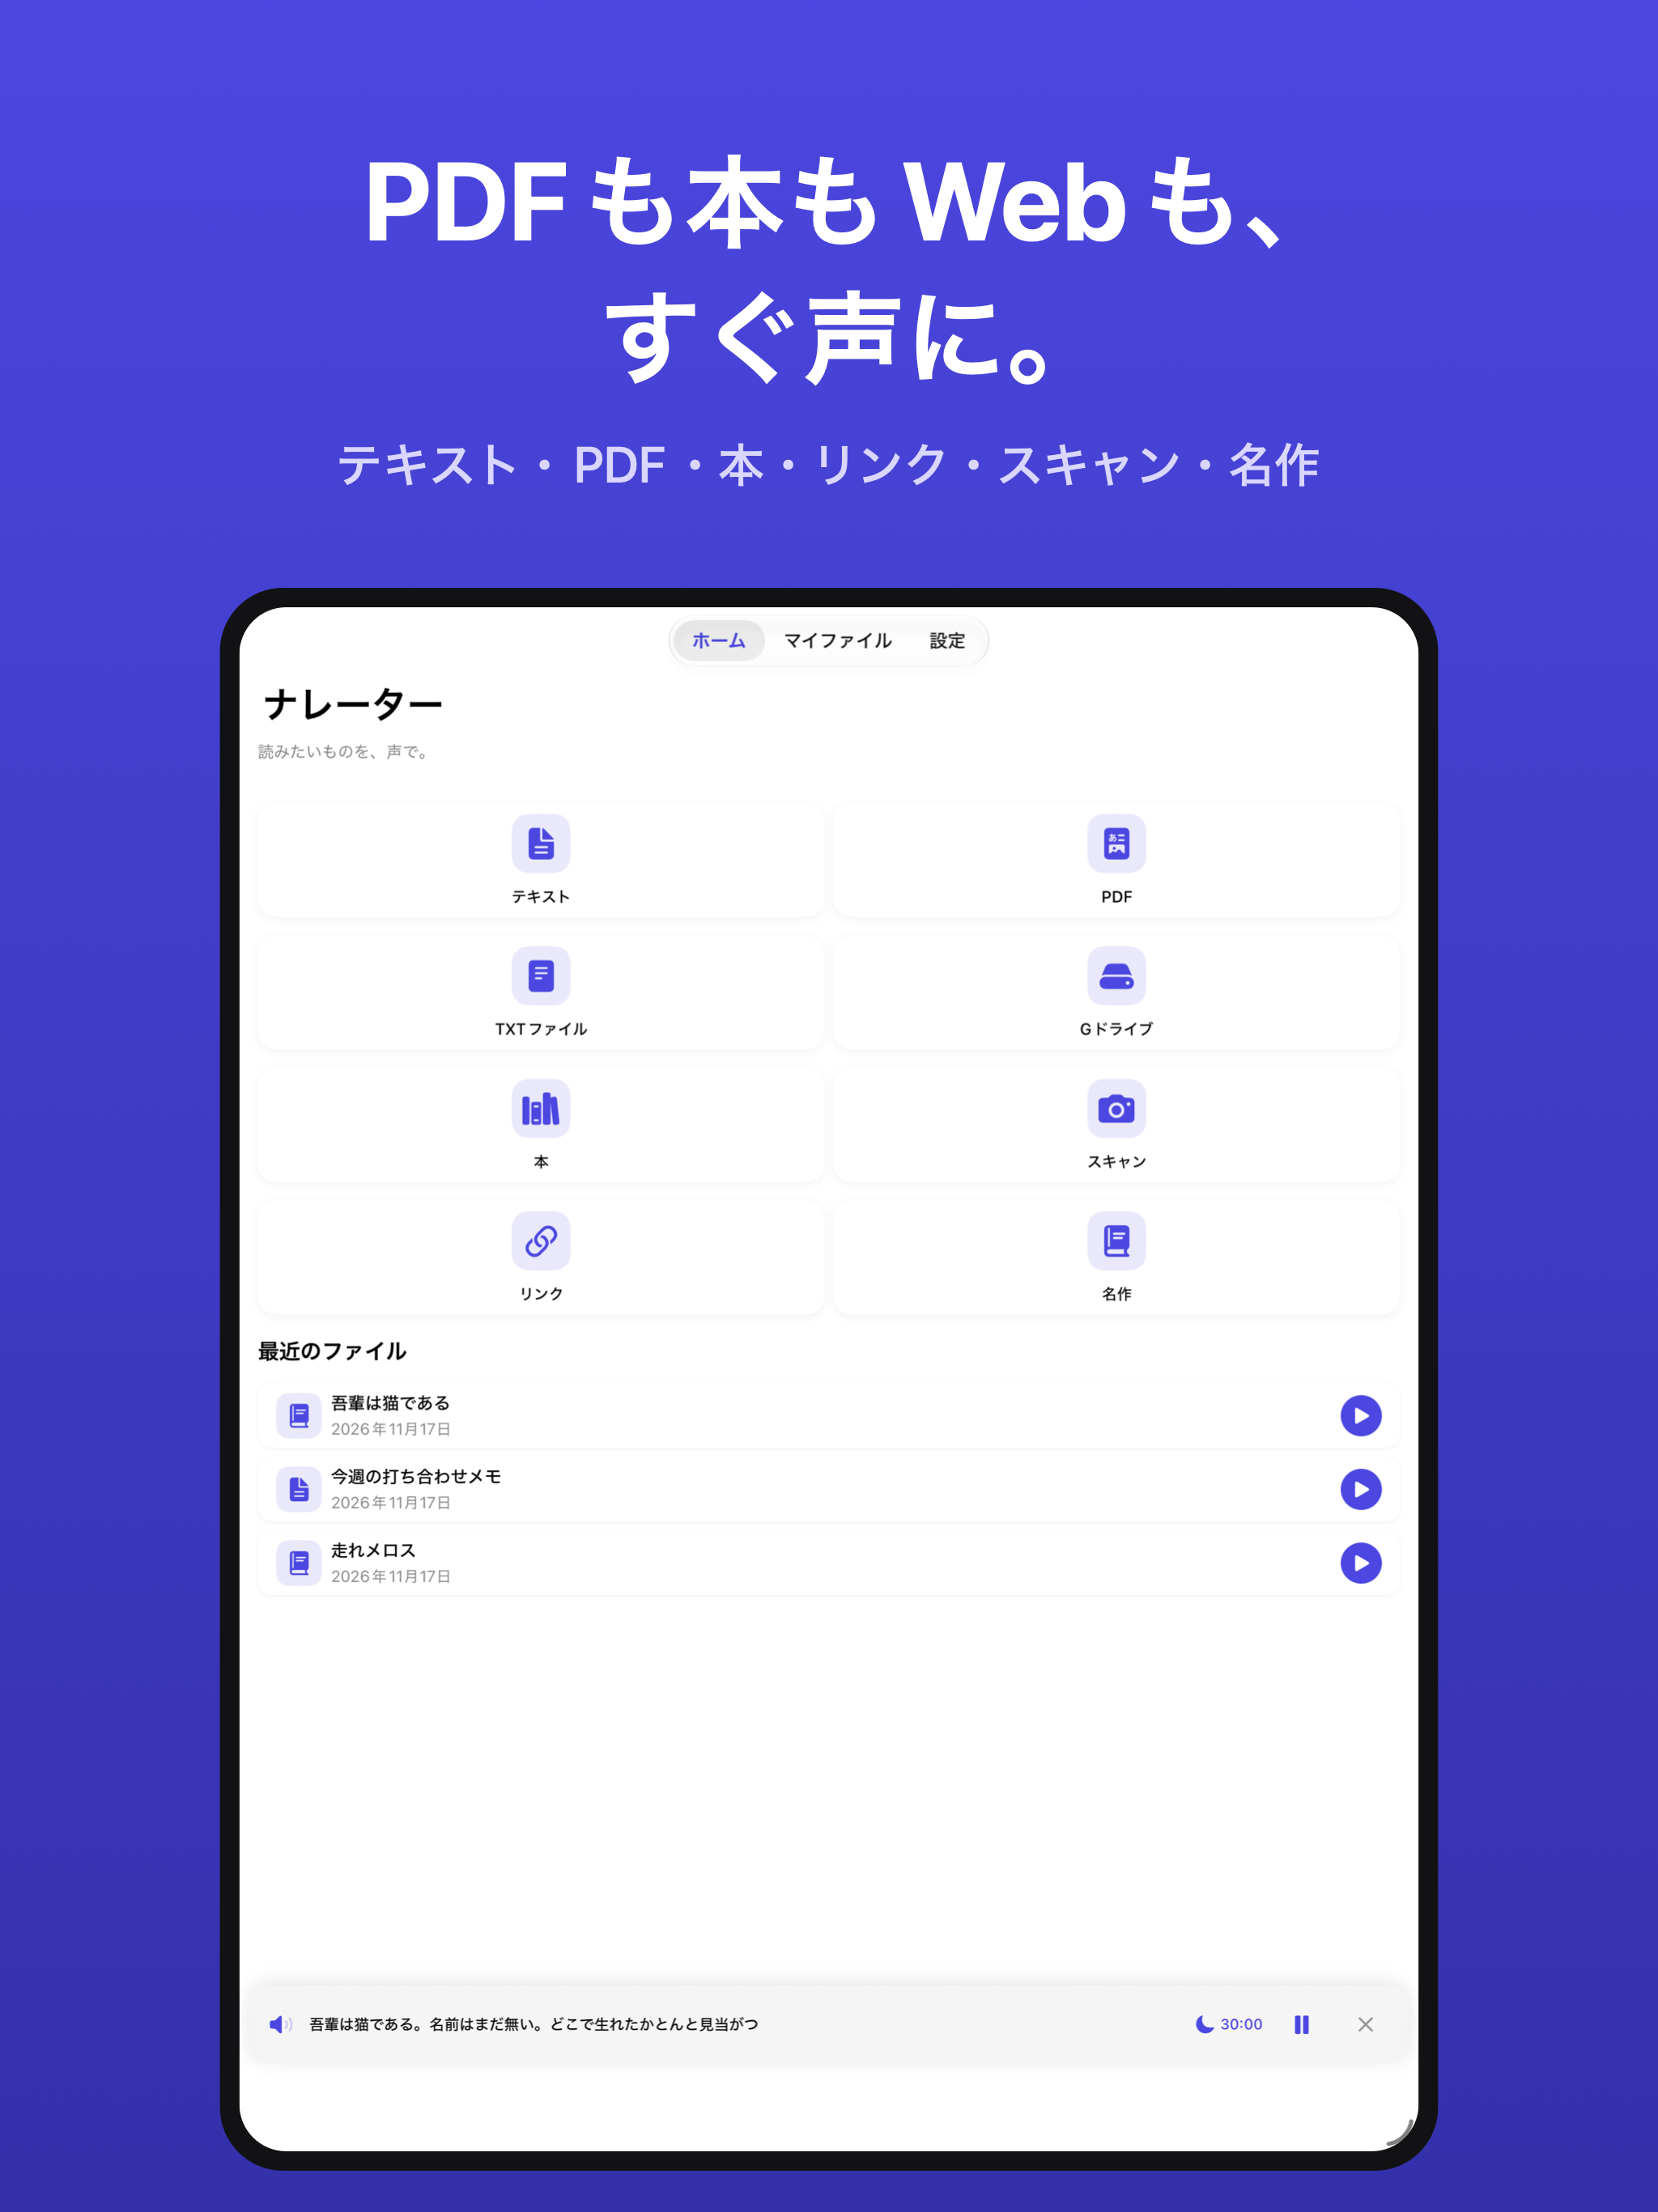 PDFも本もWebも、
すぐ声に。
テキスト・PDF・本・リンク・スキャン・名作
ホーム マイファイル 設定
ナレーター
読みたいものを、声で。
テキスト
PDF
TXTファイル
Gドライブ
本
スキャン
リンク
名作
最近のファイル
吾輩は猫である
2026年11月17日
今週の打ち合わせメモ
2026年11月17日
走れメロス
2026年11月17日
吾輩は猫である。名前はまだ無い。どこで生れたかとんと見当がつ 30:00